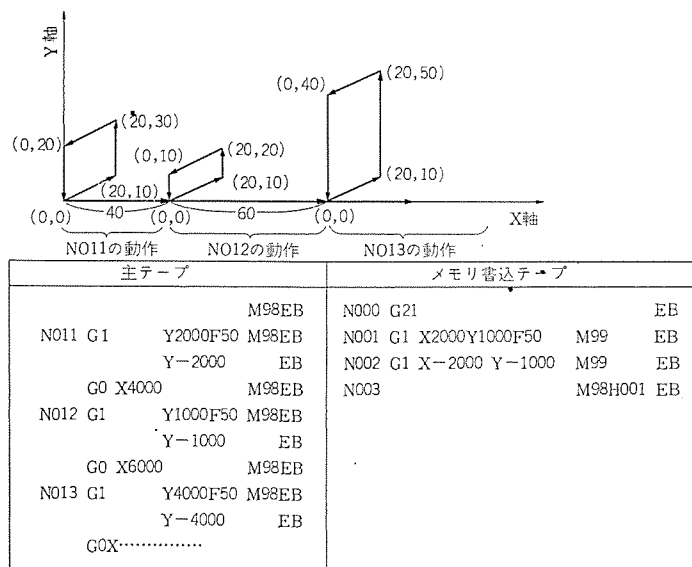 Y軸
(0,40)
(20,50)
(20,30)
(0,20)
(0,10)
(20,20)
(20,10)
(20,10)
(20,10)
(0,0)
40
(0,0)
60
(0,0)
X軸
N011の動作
N012の動作
N013の動作
主テープ
M98EB
N011 G1 Y2000F50 M98EB
Y-2000 EB
G0 X4000 M98EB
N012 G1 Y1000F50 M98EB
Y-1000 EB
G0 X6000 M98EB
N013 G1 Y4000F50 M98EB
Y-4000 EB
G0X……………
メモリ書込テープ
N000 G21 EB
N001 G1 X2000Y1000F50 M99 EB
N002 G1 X-2000 Y-1000 M99 EB
N003 M98H001 EB